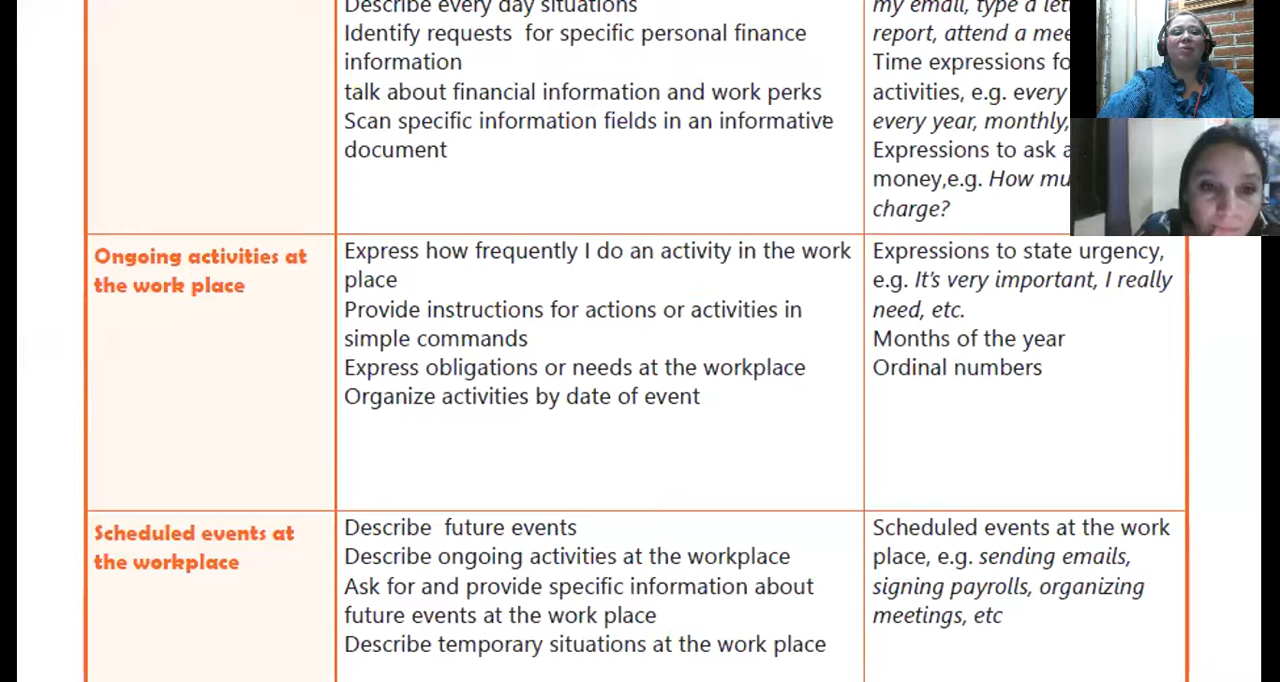 Describe every day situations
Identify requests for specific personal finance
information
talk about financial information and work perks
Scan specific information fields in an informative
document
my email, type a
report, attend a
Time expressions
activities, e.g. every
every year, monthly,
Expressions to ask
money,e.g. How
charge?
Ongoing activities at
the work place
Express how frequently I do an activity in the work
place
Provide instructions for actions or activities in
simple commands
Express obligations or needs at the workplace
Organize activities by date of event
Expressions to state urgency,
e.g. It's very important, I really
need, etc.
Months of the year
Ordinal numbers
Scheduled events at
the workplace
Describe future events
Describe ongoing activities at the workplace
Ask for and provide specific information about
future events at the work place
Describe temporary situations at the work place
Scheduled events at the work
place, e.g. sending emails,
signing payrolls, organizing
meetings, etc